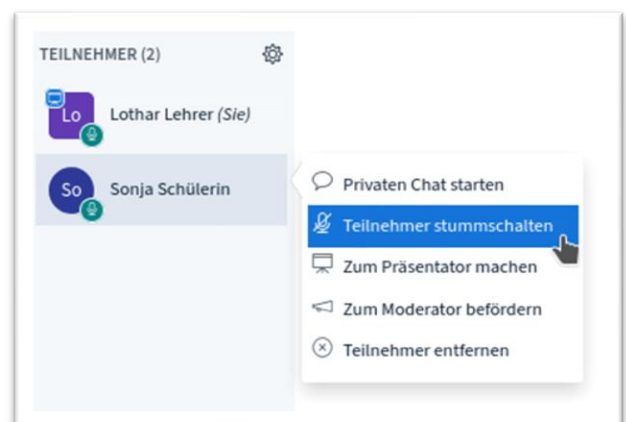 TEILNEHMER (2)
Lo
Lothar Lehrer (Sie)
So
Sonja Schülerin
Privaten Chat starten
Teilnehmer stummschalten
Zum Präsentator machen
Zum Moderator befördern
Teilnehmer entfernen